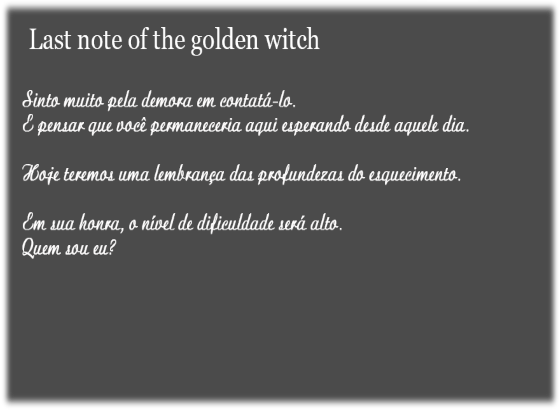 Last note of the golden witch
Sinto muito pela demora em contatá-lo.
E pensar que você permaneceria aqui esperando desde aquele dia.
Hoje teremos uma lembrança das profundezas do esquecimento.
Em sua honra, o nível de dificuldade será alto.
Quem sou eu?